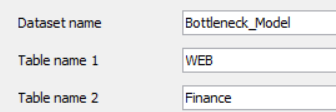 Dataset name Bottleneck_Model
Table name 1 WEB
Table name 2 Finance